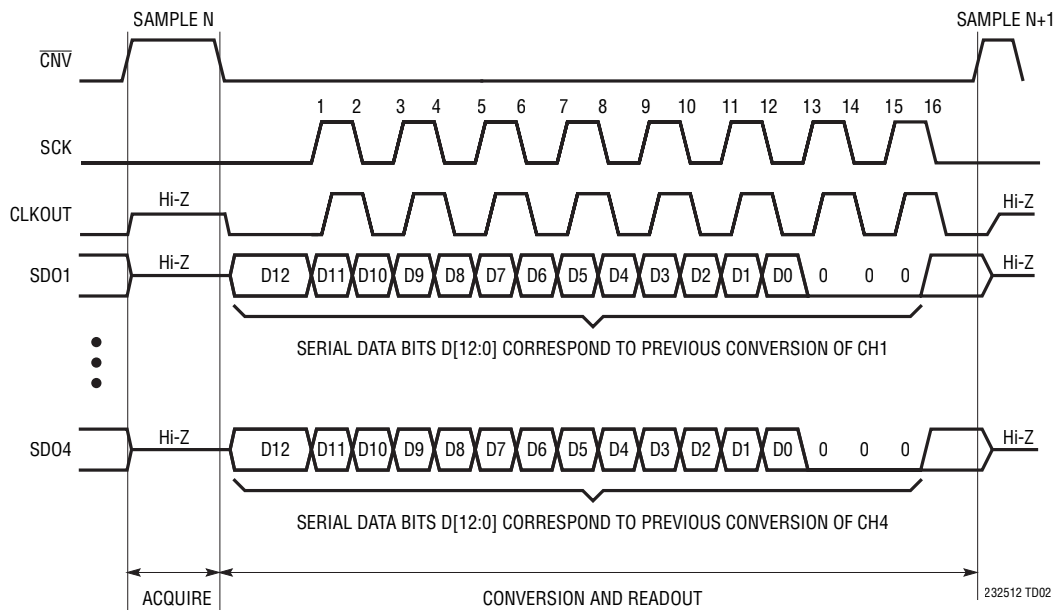 SAMPLE N
SAMPLE N+1
CNV
1 2 3 4 5 6 7 8 9 10 11 12 13 14 15 16
SCK
Hi-Z
Hi-Z
CLKOUT
SDO1
Hi-Z
D12 D11 D10 D9 D8 D7 D6 D5 D4 D3 D2 D1 D0 0 0 0
Hi-Z
SERIAL DATA BITS D[12:0] CORRESPOND TO PREVIOUS CONVERSION OF CH1
SDO4
Hi-Z
D12 D11 D10 D9 D8 D7 D6 D5 D4 D3 D2 D1 D0 0 0 0
Hi-Z
SERIAL DATA BITS D[12:0] CORRESPOND TO PREVIOUS CONVERSION OF CH4
ACQUIRE
CONVERSION AND READOUT
232512 TD02